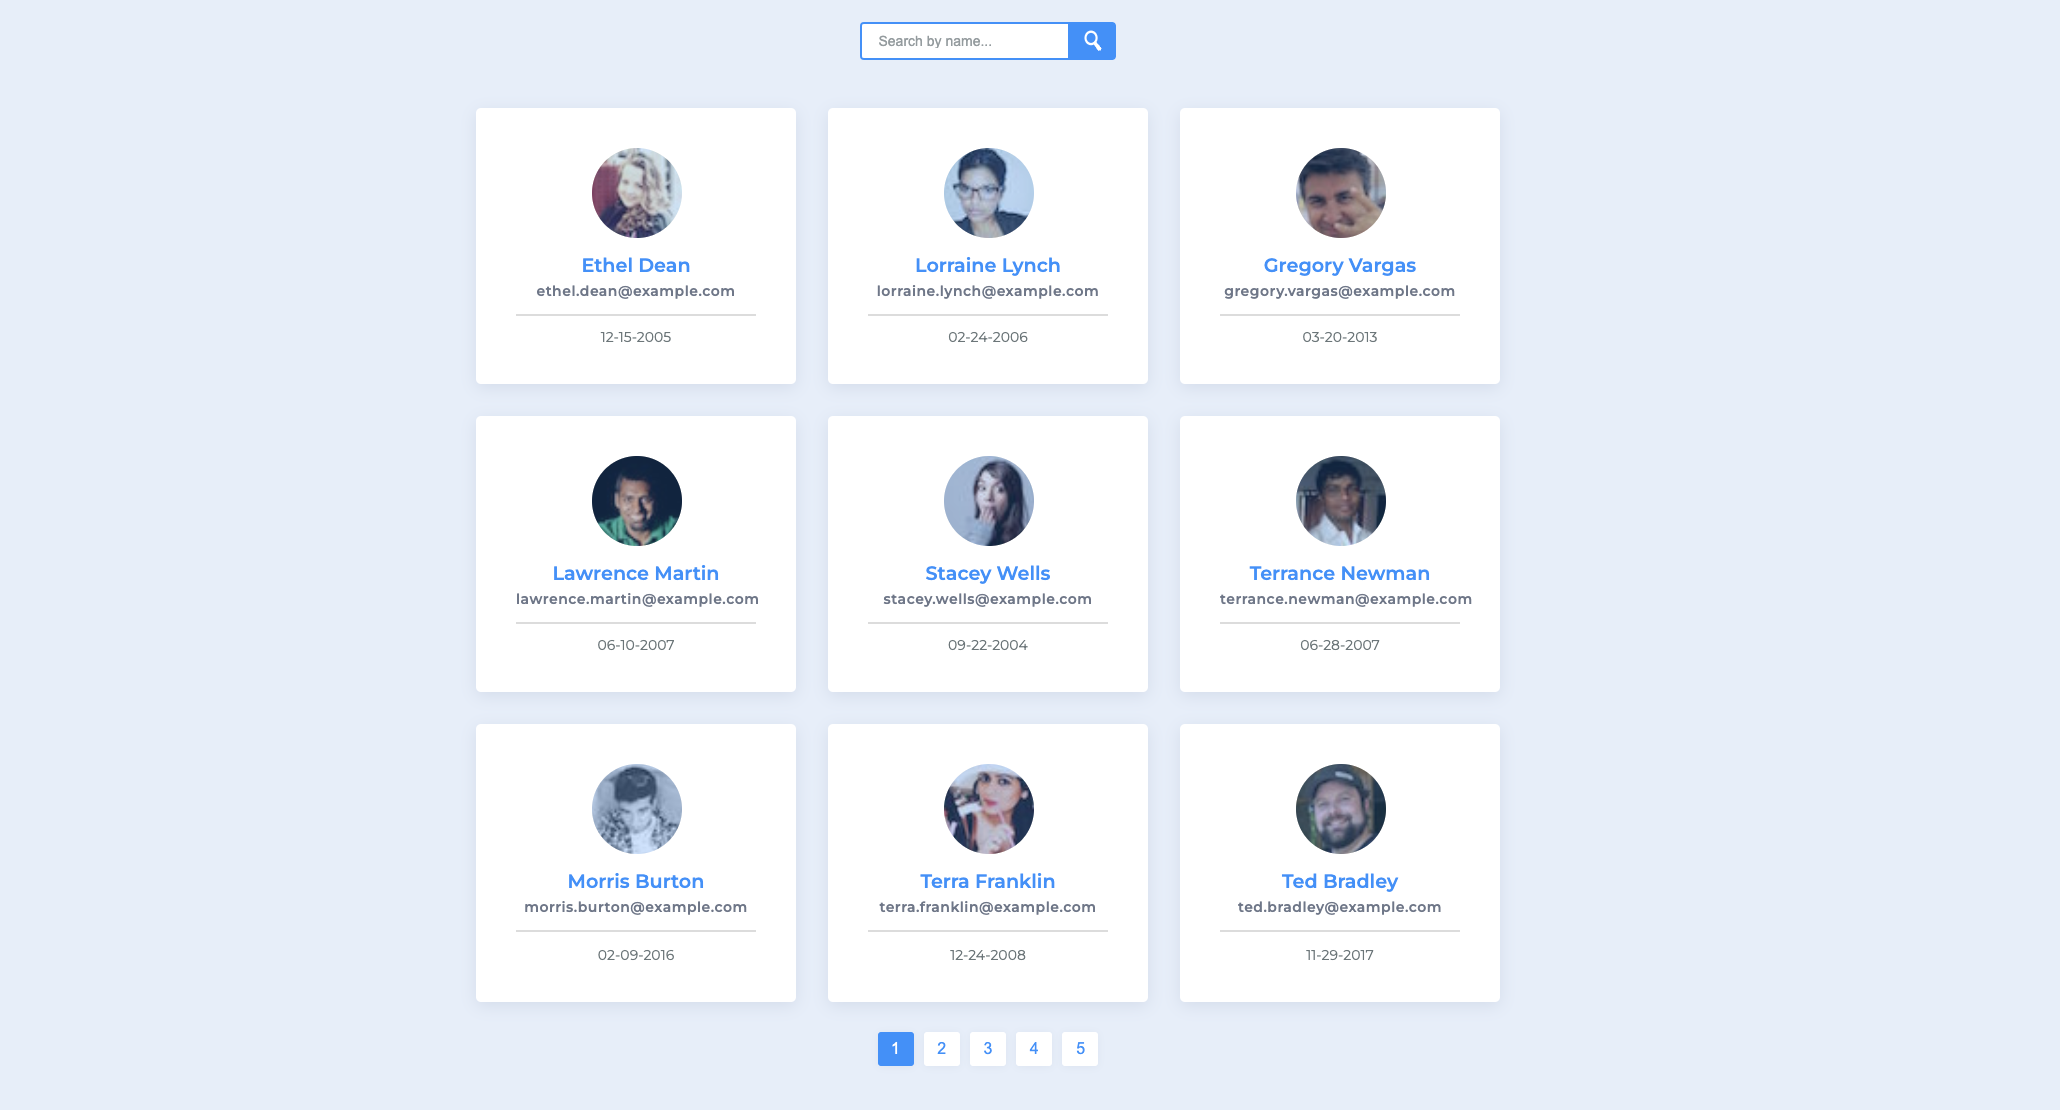 Search by name...
Ethel Dean
ethel.dean@example.com
12-15-2005
Lorraine Lynch
lorraine.lynch@example.com
02-24-2006
Gregory Vargas
gregory.vargas@example.com
03-20-2013
Lawrence Martin
lawrence.martin@example.com
06-10-2007
Stacey Wells
stacey.wells@example.com
09-22-2004
Terrance Newman
terrance.newman@example.com
06-28-2007
Morris Burton
morris.burton@example.com
02-09-2016
Terra Franklin
terra.franklin@example.com
12-24-2008
Ted Bradley
ted.bradley@example.com
11-29-2017
1 2 3 4 5